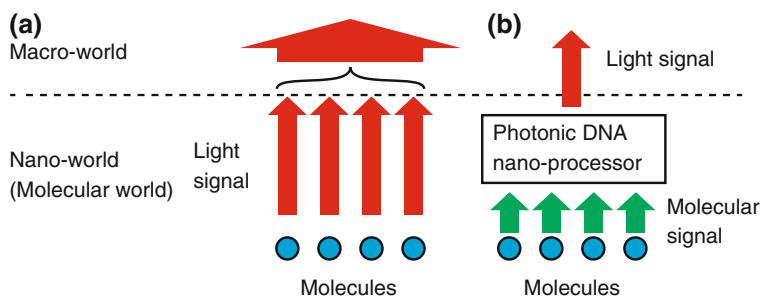 (a)
Macro-world
Nano-world
(Molecular world)
Light
signal
Molecules
(b)
Light signal
Photonic DNA
nano-processor
Molecular
signal
Molecules